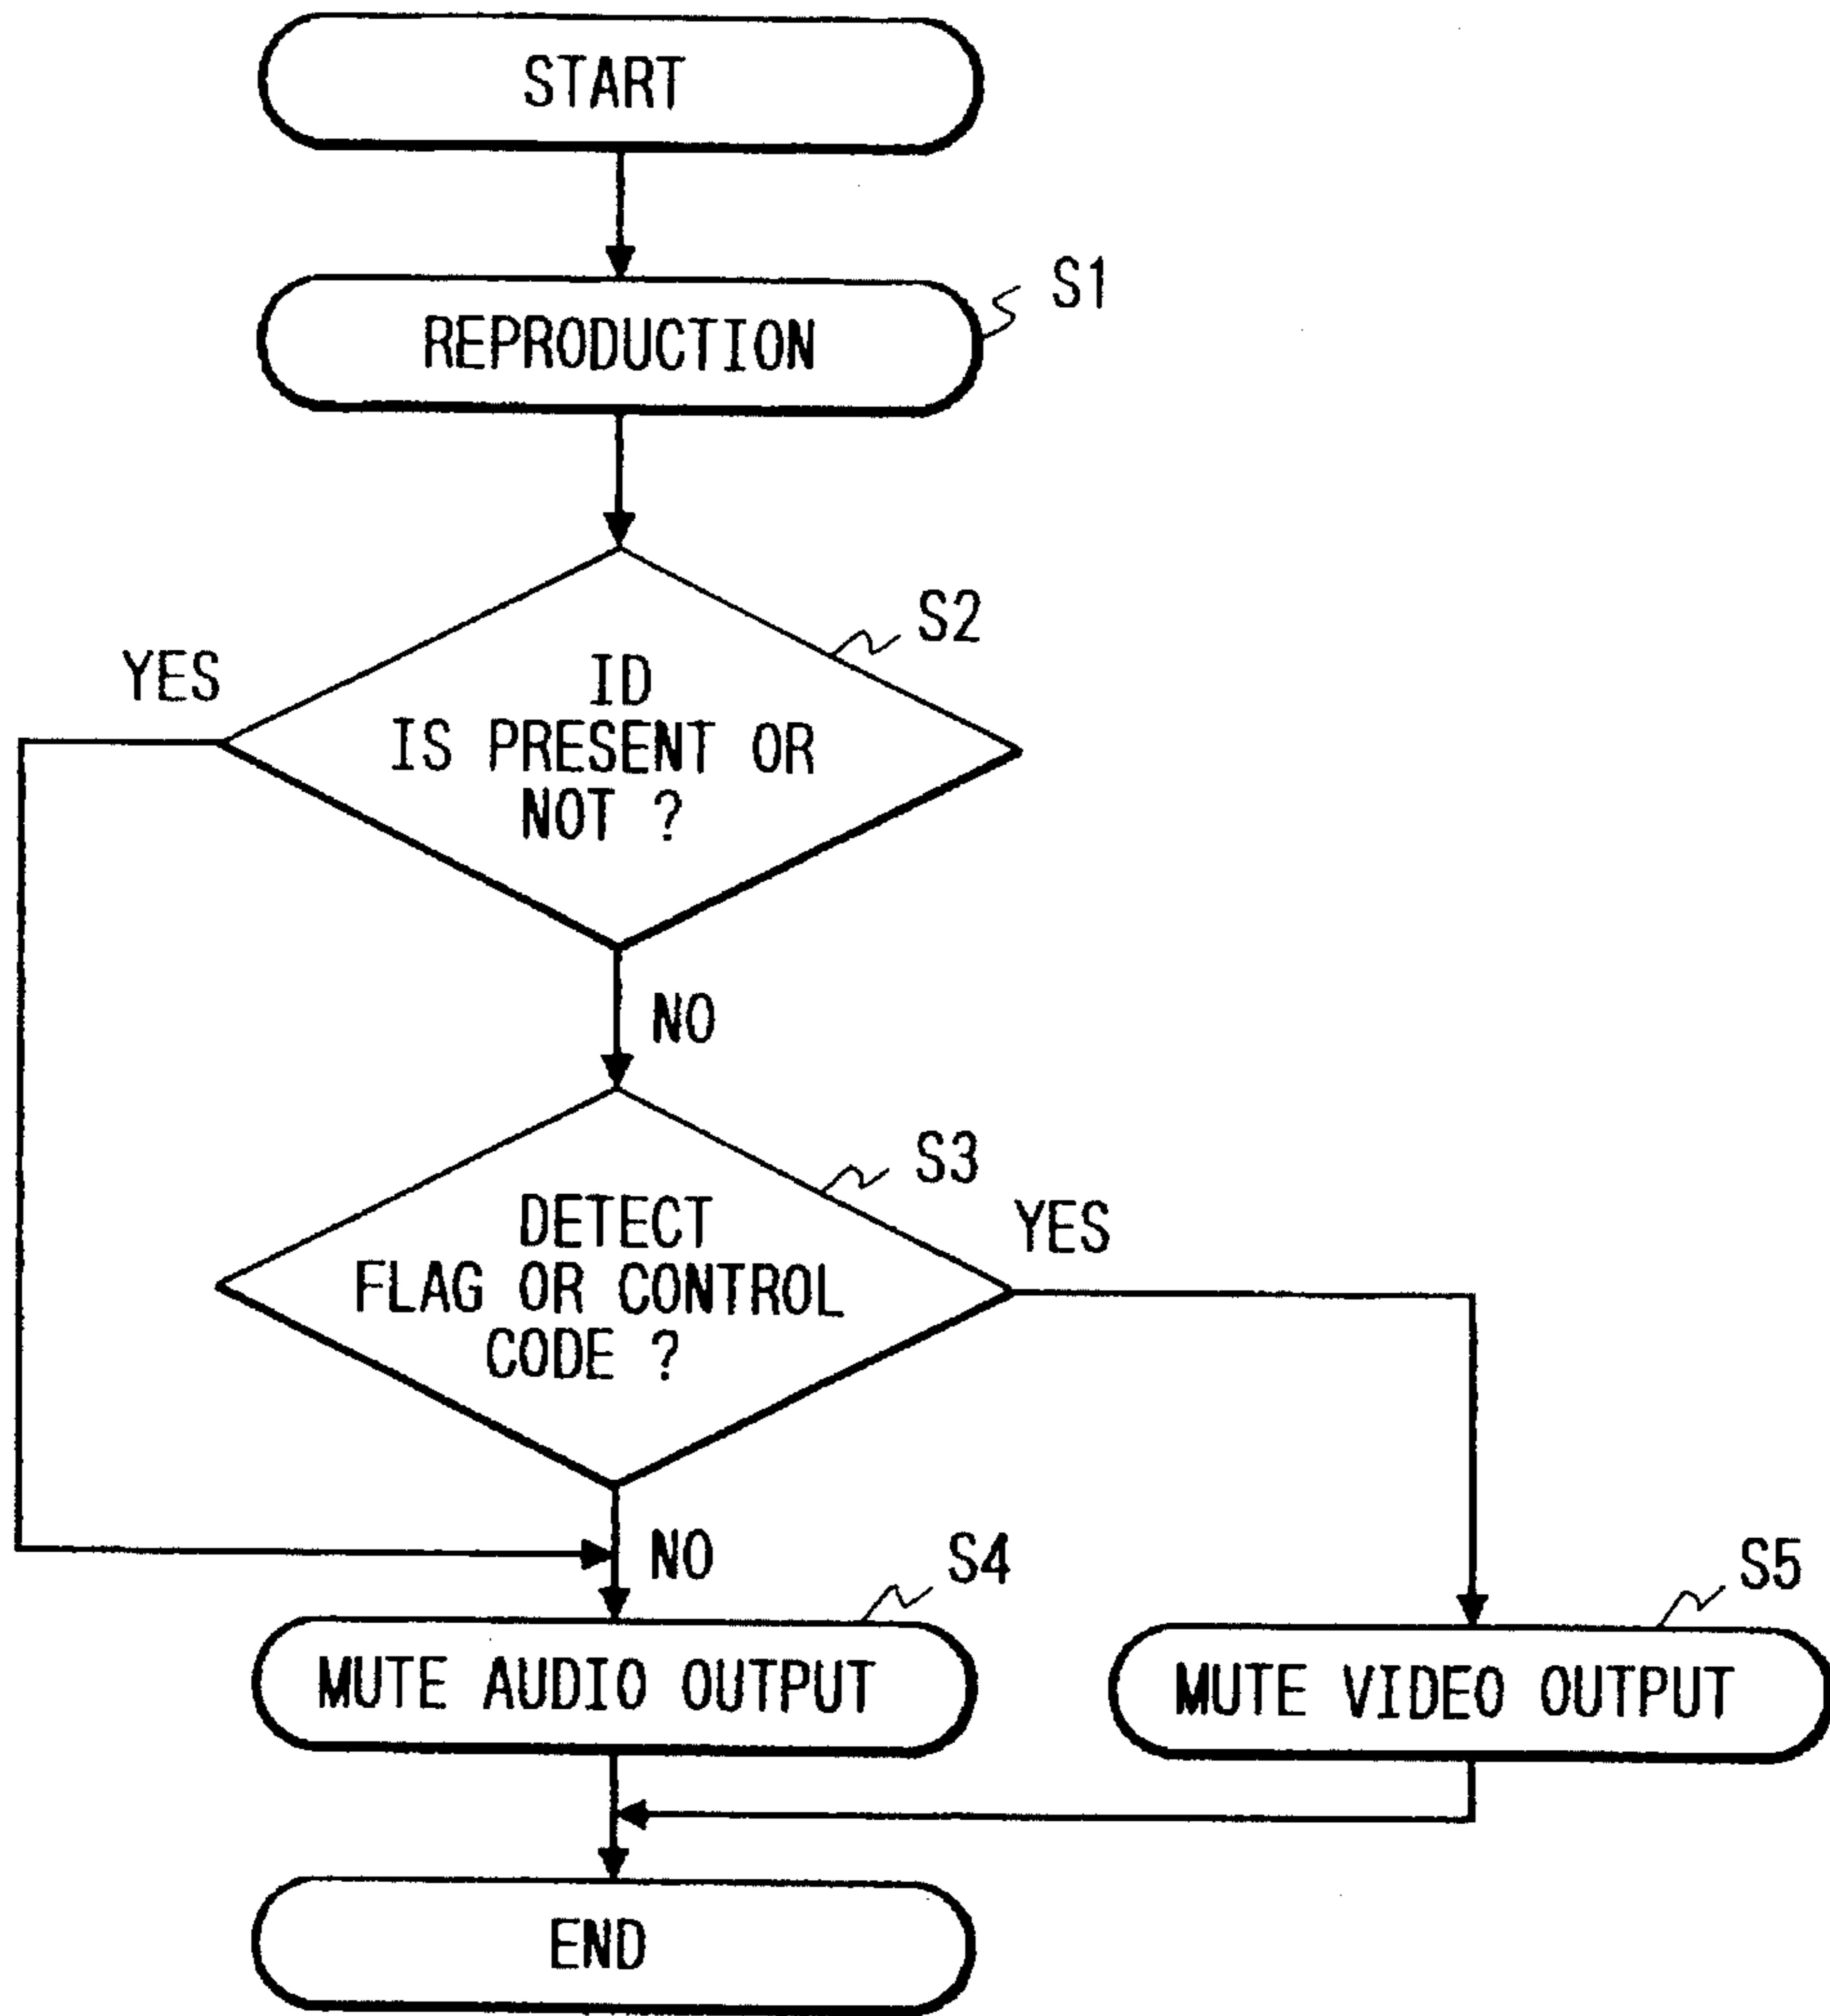 START
REPRODUCTION
S1
S2
YES
ID
IS PRESENT OR
NOT ?
NO
S3
DETECT
FLAG OR CONTROL
CODE ?
YES
NO
S4
S5
MUTE AUDIO OUTPUT
MUTE VIDEO OUTPUT
END